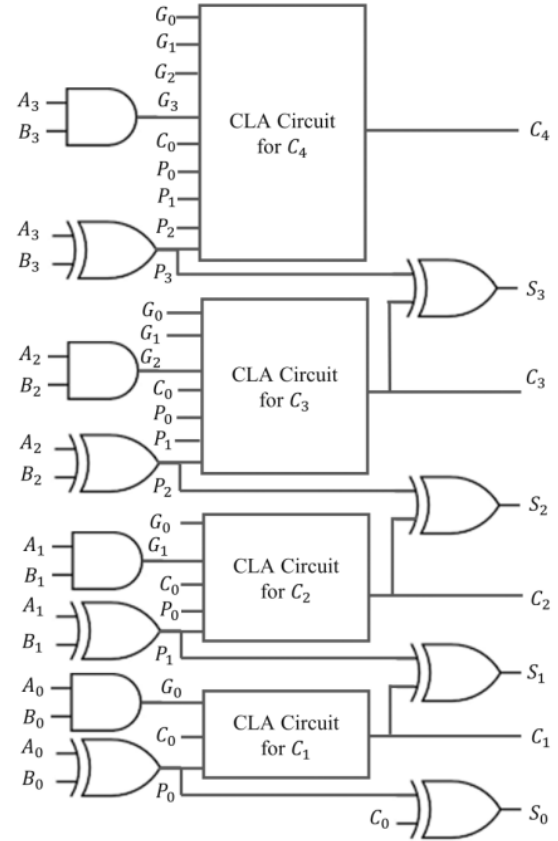 G₀
G₁
G₂
A₃ G₃
B₃
CLA Circuit
for C₄
C₄
C₀
P₀
P₁
P₂
A₃
B₃
P₃
S₃
G₀
G₁
A₂ G₂
B₂
CLA Circuit
for C₃
C₃
C₀
P₀
P₁
A₂
B₂
P₂
S₂
G₀
A₁ G₁
B₁
CLA Circuit
for C₂
C₂
C₀
P₀
A₁
B₁
P₁
S₁
A₀ G₀
B₀
CLA Circuit
for C₁
C₁
C₀
A₀
B₀
P₀
C₀
S₀